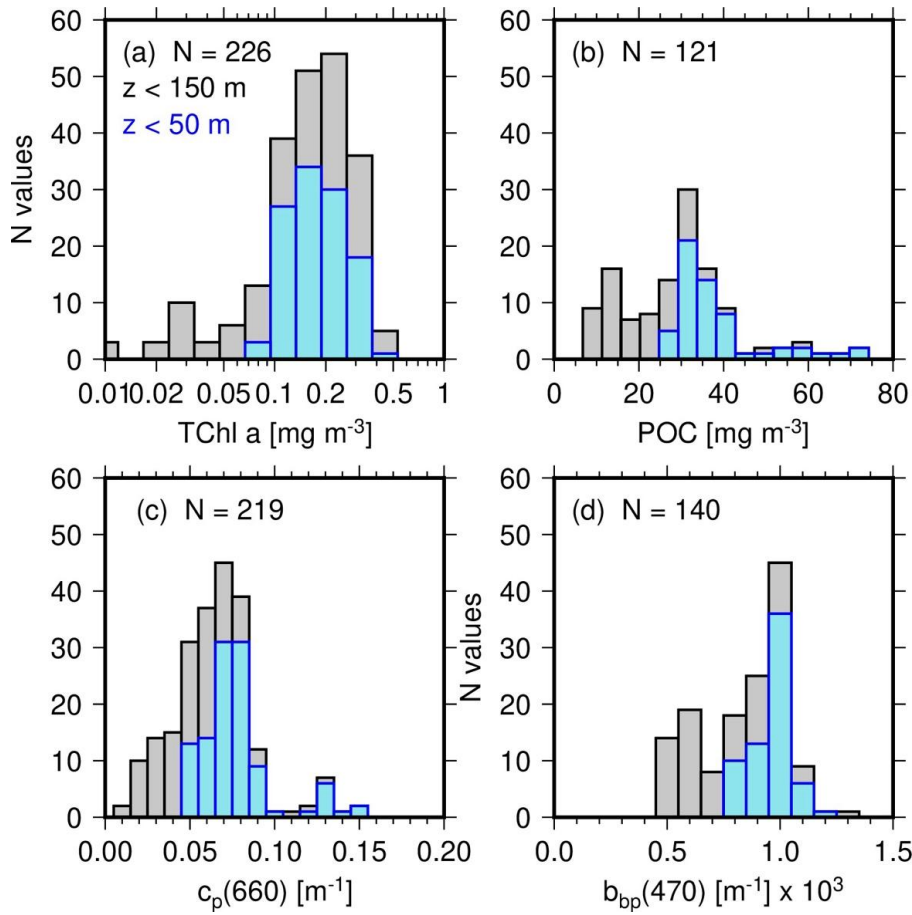 60
50
40
30
20
10
0
N values
(a) N = 226
z < 150 m
z < 50 m
0.01 0.02 0.05 0.1 0.2 0.5 1
TChl a [mg m-3]
60
50
40
30
20
10
0
(b) N = 121
0 20 40 60 80
POC [mg m-3]
60
50
40
30
20
10
0
(c) N = 219
0.00 0.05 0.10 0.15 0.20
cp(660) [m-1]
60
50
40
30
20
10
0
N values
(d) N = 140
0.0 0.5 1.0 1.5
bbp(470) [m-1] x 103